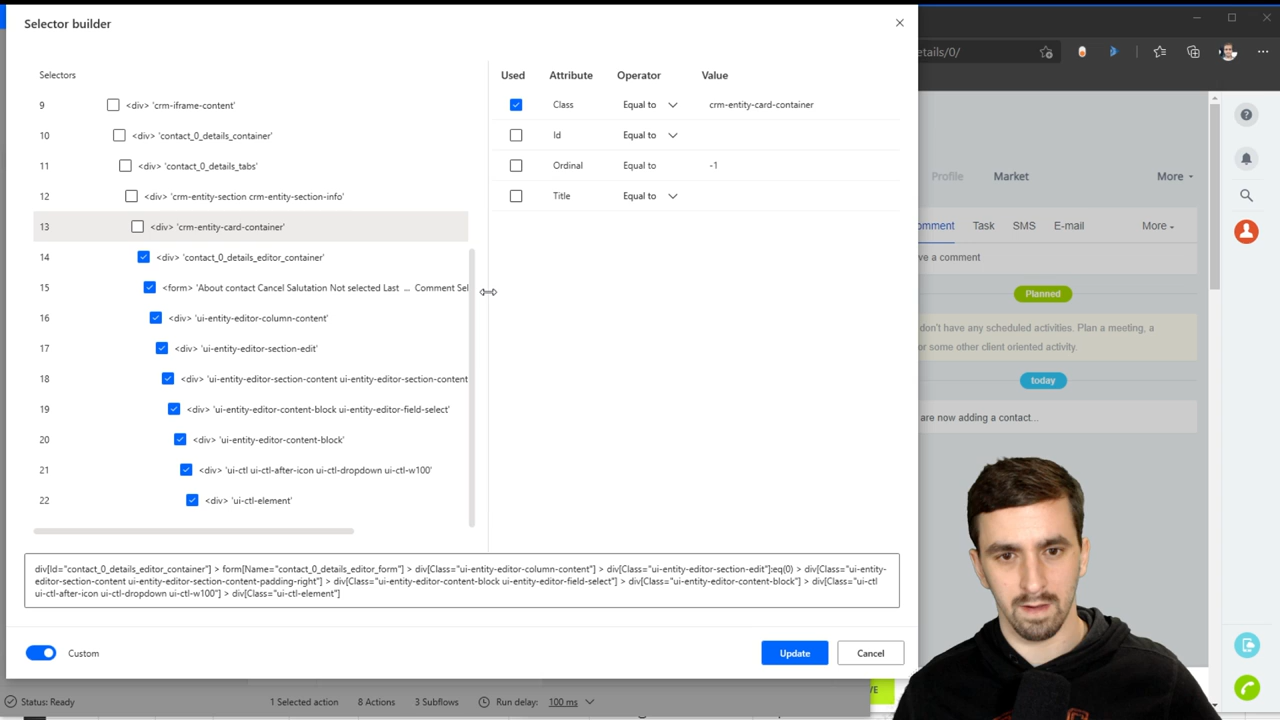 Selector builder
Selectors
Used Attribute Operator Value
9 <div> 'crm-iframe-content'
Class Equal to crm-entity-card-container
10 <div> 'contact_0_details_container'
Id Equal to
11 <div> 'contact_0_details_tabs'
Ordinal Equal to -1
12 <div> 'crm-entity-section crm-entity-section-info'
Title Equal to
13 <div> 'crm-entity-card-container'
14 <div> 'contact_0_details_editor_container'
15 <form> 'About contact Cancel Salutation Not selected Last ... Comment Sel
16 <div> 'ui-entity-editor-column-content'
17 <div> 'ui-entity-editor-section-edit'
18 <div> 'ui-entity-editor-section-content ui-entity-editor-section-content
19 <div> 'ui-entity-editor-content-block ui-entity-editor-field-select'
20 <div> 'ui-entity-editor-content-block'
21 <div> 'ui-ctl ui-ctl-after-icon ui-ctl-dropdown ui-ctl-w100'
22 <div> 'ui-ctl-element'
div[Id="contact_0_details_editor_container"] > form[Name="contact_0_details_editor_form"] > div[Class="ui-entity-editor-column-content"] > div[Class="ui-entity-editor-section-edit"]:eq(0) > div[Class="ui-entity-
editor-section-content ui-entity-editor-section-content-padding-right"] > div[Class="ui-entity-editor-content-block ui-entity-editor-field-select"] > div[Class="ui-entity-editor-content-block"] > div[Class="ui-ctl
ui-ctl-after-icon ui-ctl-dropdown ui-ctl-w100"] > div[Class="ui-ctl-element"]
Custom
Update Cancel
Status: Ready 1 Selected action 8 Actions 3 Subflows Run delay: 100 ms
etails/0/
Profile Market More
omment Task SMS E-mail More
ve a comment
Planned
don't have any scheduled activities. Plan a meeting, a
or some other client oriented activity.
today
are now adding a contact...
VE